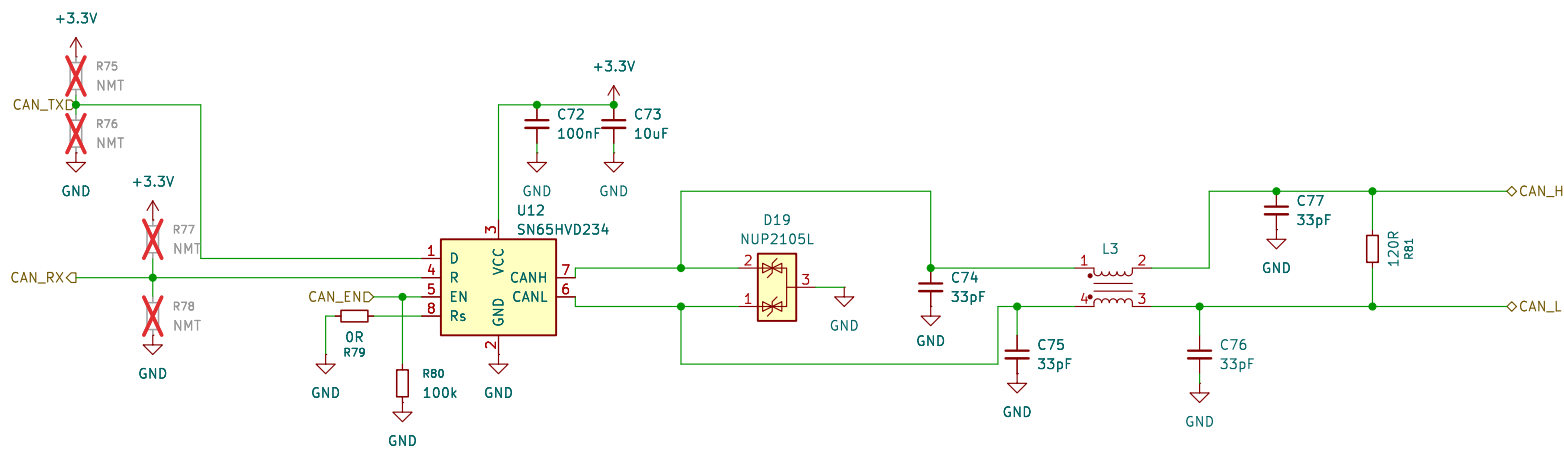 +3.3V
R75
NMT
CAN_TX
R76
NMT
GND
+3.3V
R77
NMT
CAN_RX
R78
NMT
GND
+3.3V
C72
100nF
C73
10uF
GND
GND
U12
SN65HVD234
3
VCC
1
D
4
R
5
EN
8
Rs
CANH
7
CANL
6
GND
2
GND
CAN_EN
0R
R79
GND
R80
100k
GND
D19
NUP2105L
2
1
3
GND
C74
33pF
GND
C75
33pF
GND
L3
1
2
4
3
C77
33pF
GND
C76
33pF
GND
120R
R81
CAN_H
CAN_L